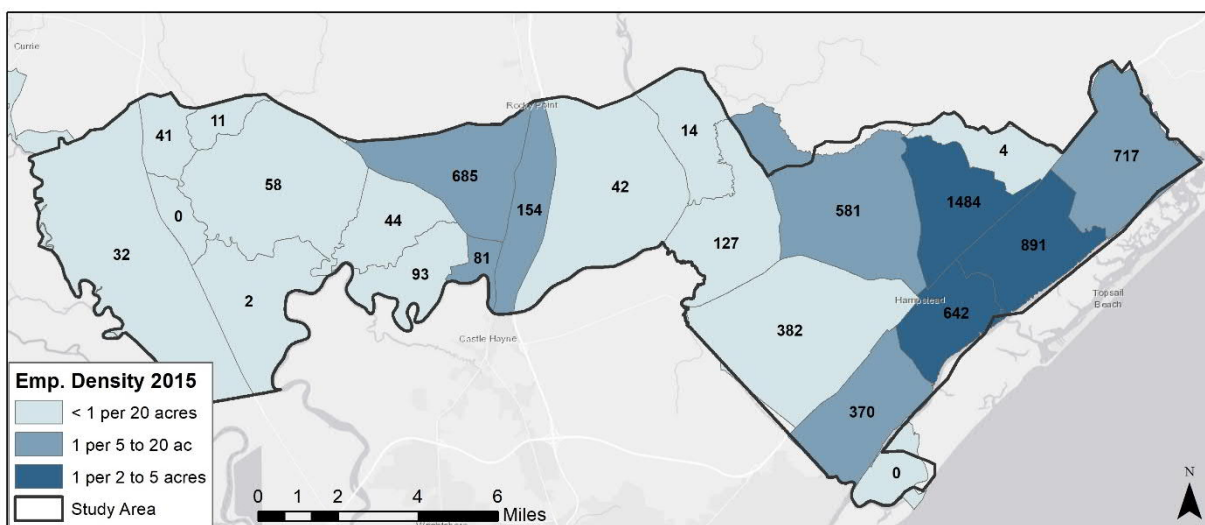 Currie
Rocky Point
41
11
14
4
717
58
685
42
581
1484
0
44
154
32
127
891
81
93
2
Hampstead
Topsail
Beach
642
Castle Hayne
382
370
0
Emp. Density 2015
< 1 per 20 acres
1 per 5 to 20 ac
1 per 2 to 5 acres
Study Area
0 1 2 4 6
Miles
N